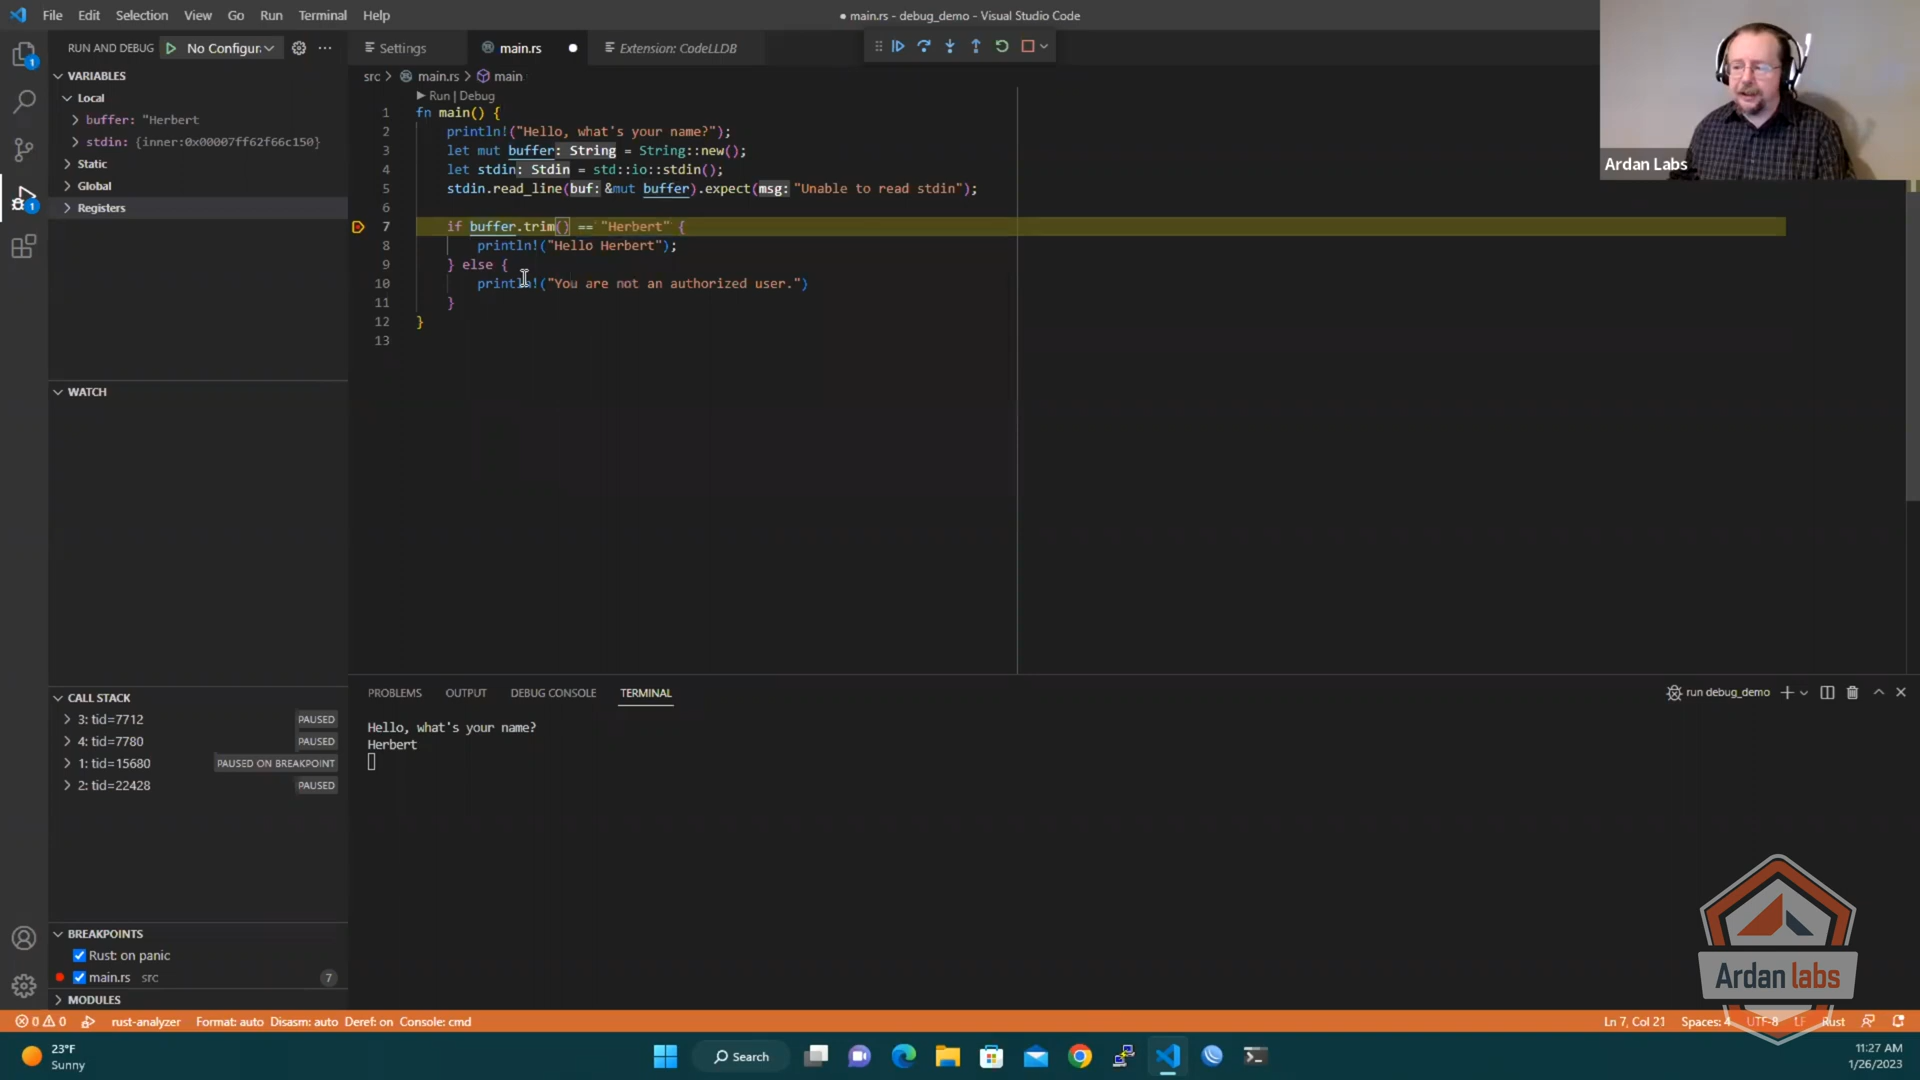 File Edit Selection View Go Run Terminal Help
● main.rs - debug_demo - Visual Studio Code
RUN AND DEBUG No Configur
Settings
main.rs
Extension: CodeLLDB
src > main.rs > main
VARIABLES
Local
buffer: "Herbert
stdin: {inner:0x00007ff62f66c150}
Static
Global
Registers
Run | Debug
1 fn main() {
2 println!("Hello, what's your name?");
3 let mut buffer: String = String::new();
4 let stdin: Stdin = std::io::stdin();
5 stdin.read_line(buf: &mut buffer).expect(msg: "Unable to read stdin");
6
7 if buffer.trim() == "Herbert" {
8 println!("Hello Herbert");
9 } else {
10 println!("You are not an authorized user.")
11 }
12 }
13
Ardan Labs
WATCH
CALL STACK
3: tid=7712 PAUSED
4: tid=7780 PAUSED
1: tid=15680 PAUSED ON BREAKPOINT
2: tid=22428 PAUSED
BREAKPOINTS
Rust: on panic
main.rs src 7
MODULES
PROBLEMS OUTPUT DEBUG CONSOLE TERMINAL
run debug_demo
Hello, what's your name?
Herbert
Ardan labs
0 0 rust-analyzer Format: auto Disasm: auto Deref: on Console: cmd
Ln 7, Col 21 Spaces: 4 UTF-8 LF Rust
23°F
Sunny
Search
11:27 AM
1/26/2023